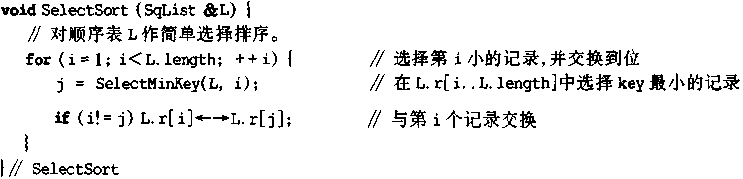 void SelectSort (SqList &L) {
// 对顺序表 L 作简单选择排序。
for (i=1; i<L.length; ++i) { // 选择第 i 小的记录,并交换到位
j = SelectMinKey(L, i); // 在 L.r[i..L.length]中选择 key 最小的记录
if (i!=j) L.r[i]←→L.r[j]; // 与第 i 个记录交换
}
}// SelectSort